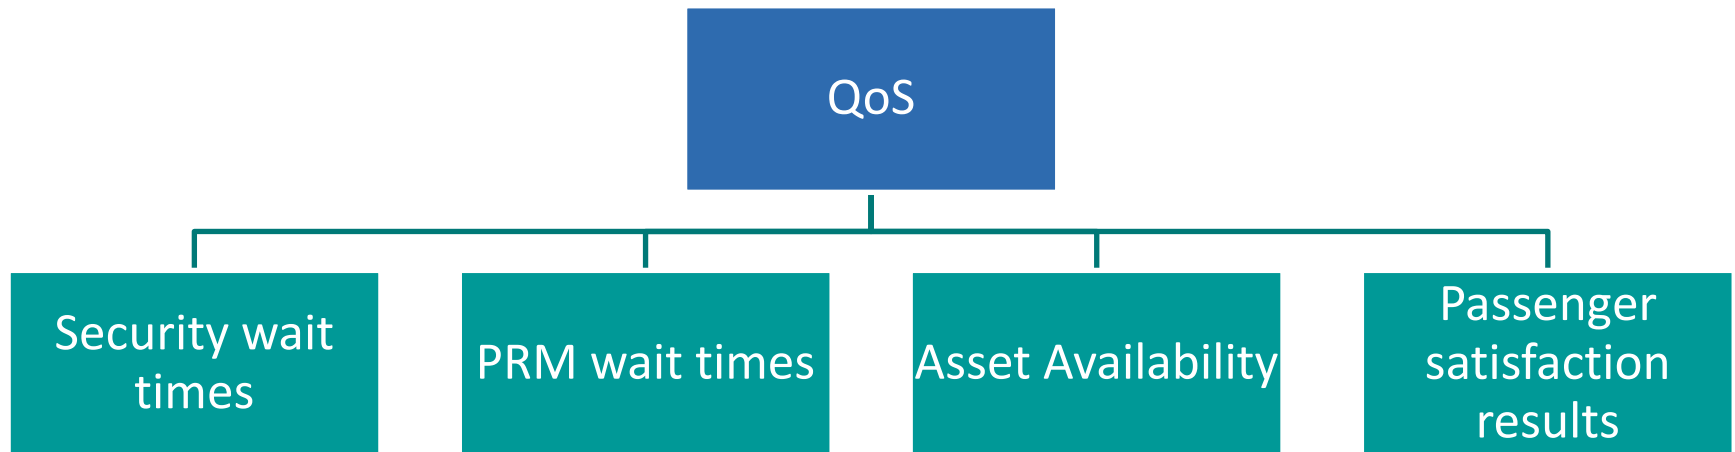 QoS
Security wait
times
PRM wait times
Asset Availability
Passenger
satisfaction
results